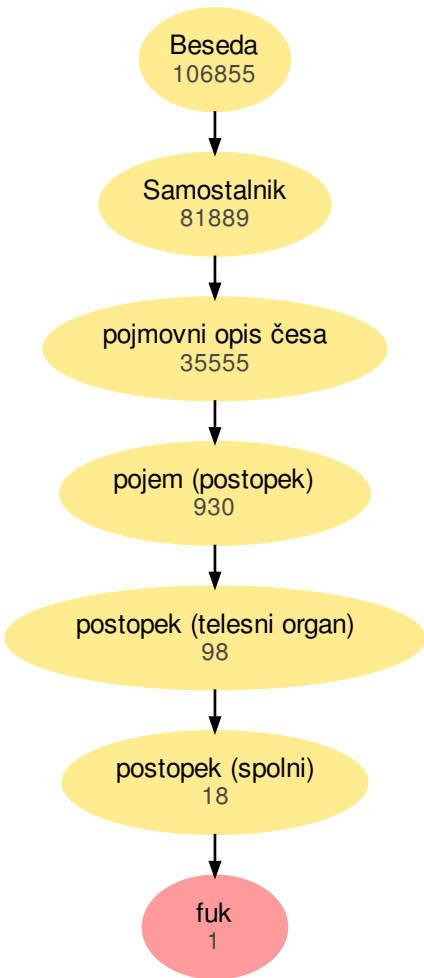 Beseda
106855
Samostalnik
81889
pojmovni opis česa
35555
pojem (postopek)
930
postopek (telesni organ)
98
postopek (spolni)
18
fuk
1